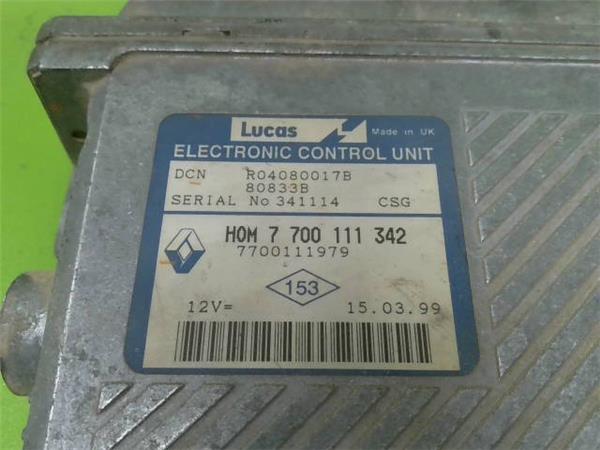 Lucas Made in UK
ELECTRONIC CONTROL UNIT
DCN R04080017B
80833B
SERIAL No 341114 CSG
HOM 7 700 111 342
7700111979
153
12V= 15.03.99